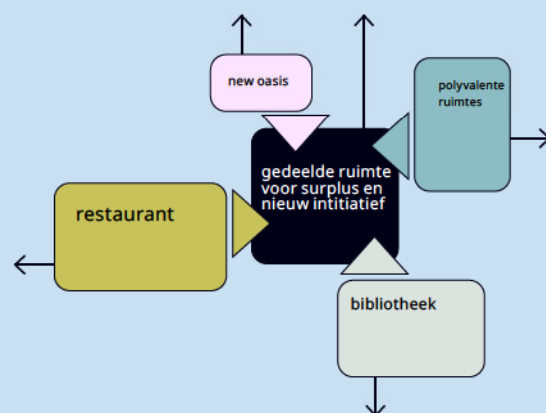 new oasis
polyvalente
ruimtes
gedeelde ruimte
voor surplus en
nieuw intitiatief
restaurant
bibliotheek